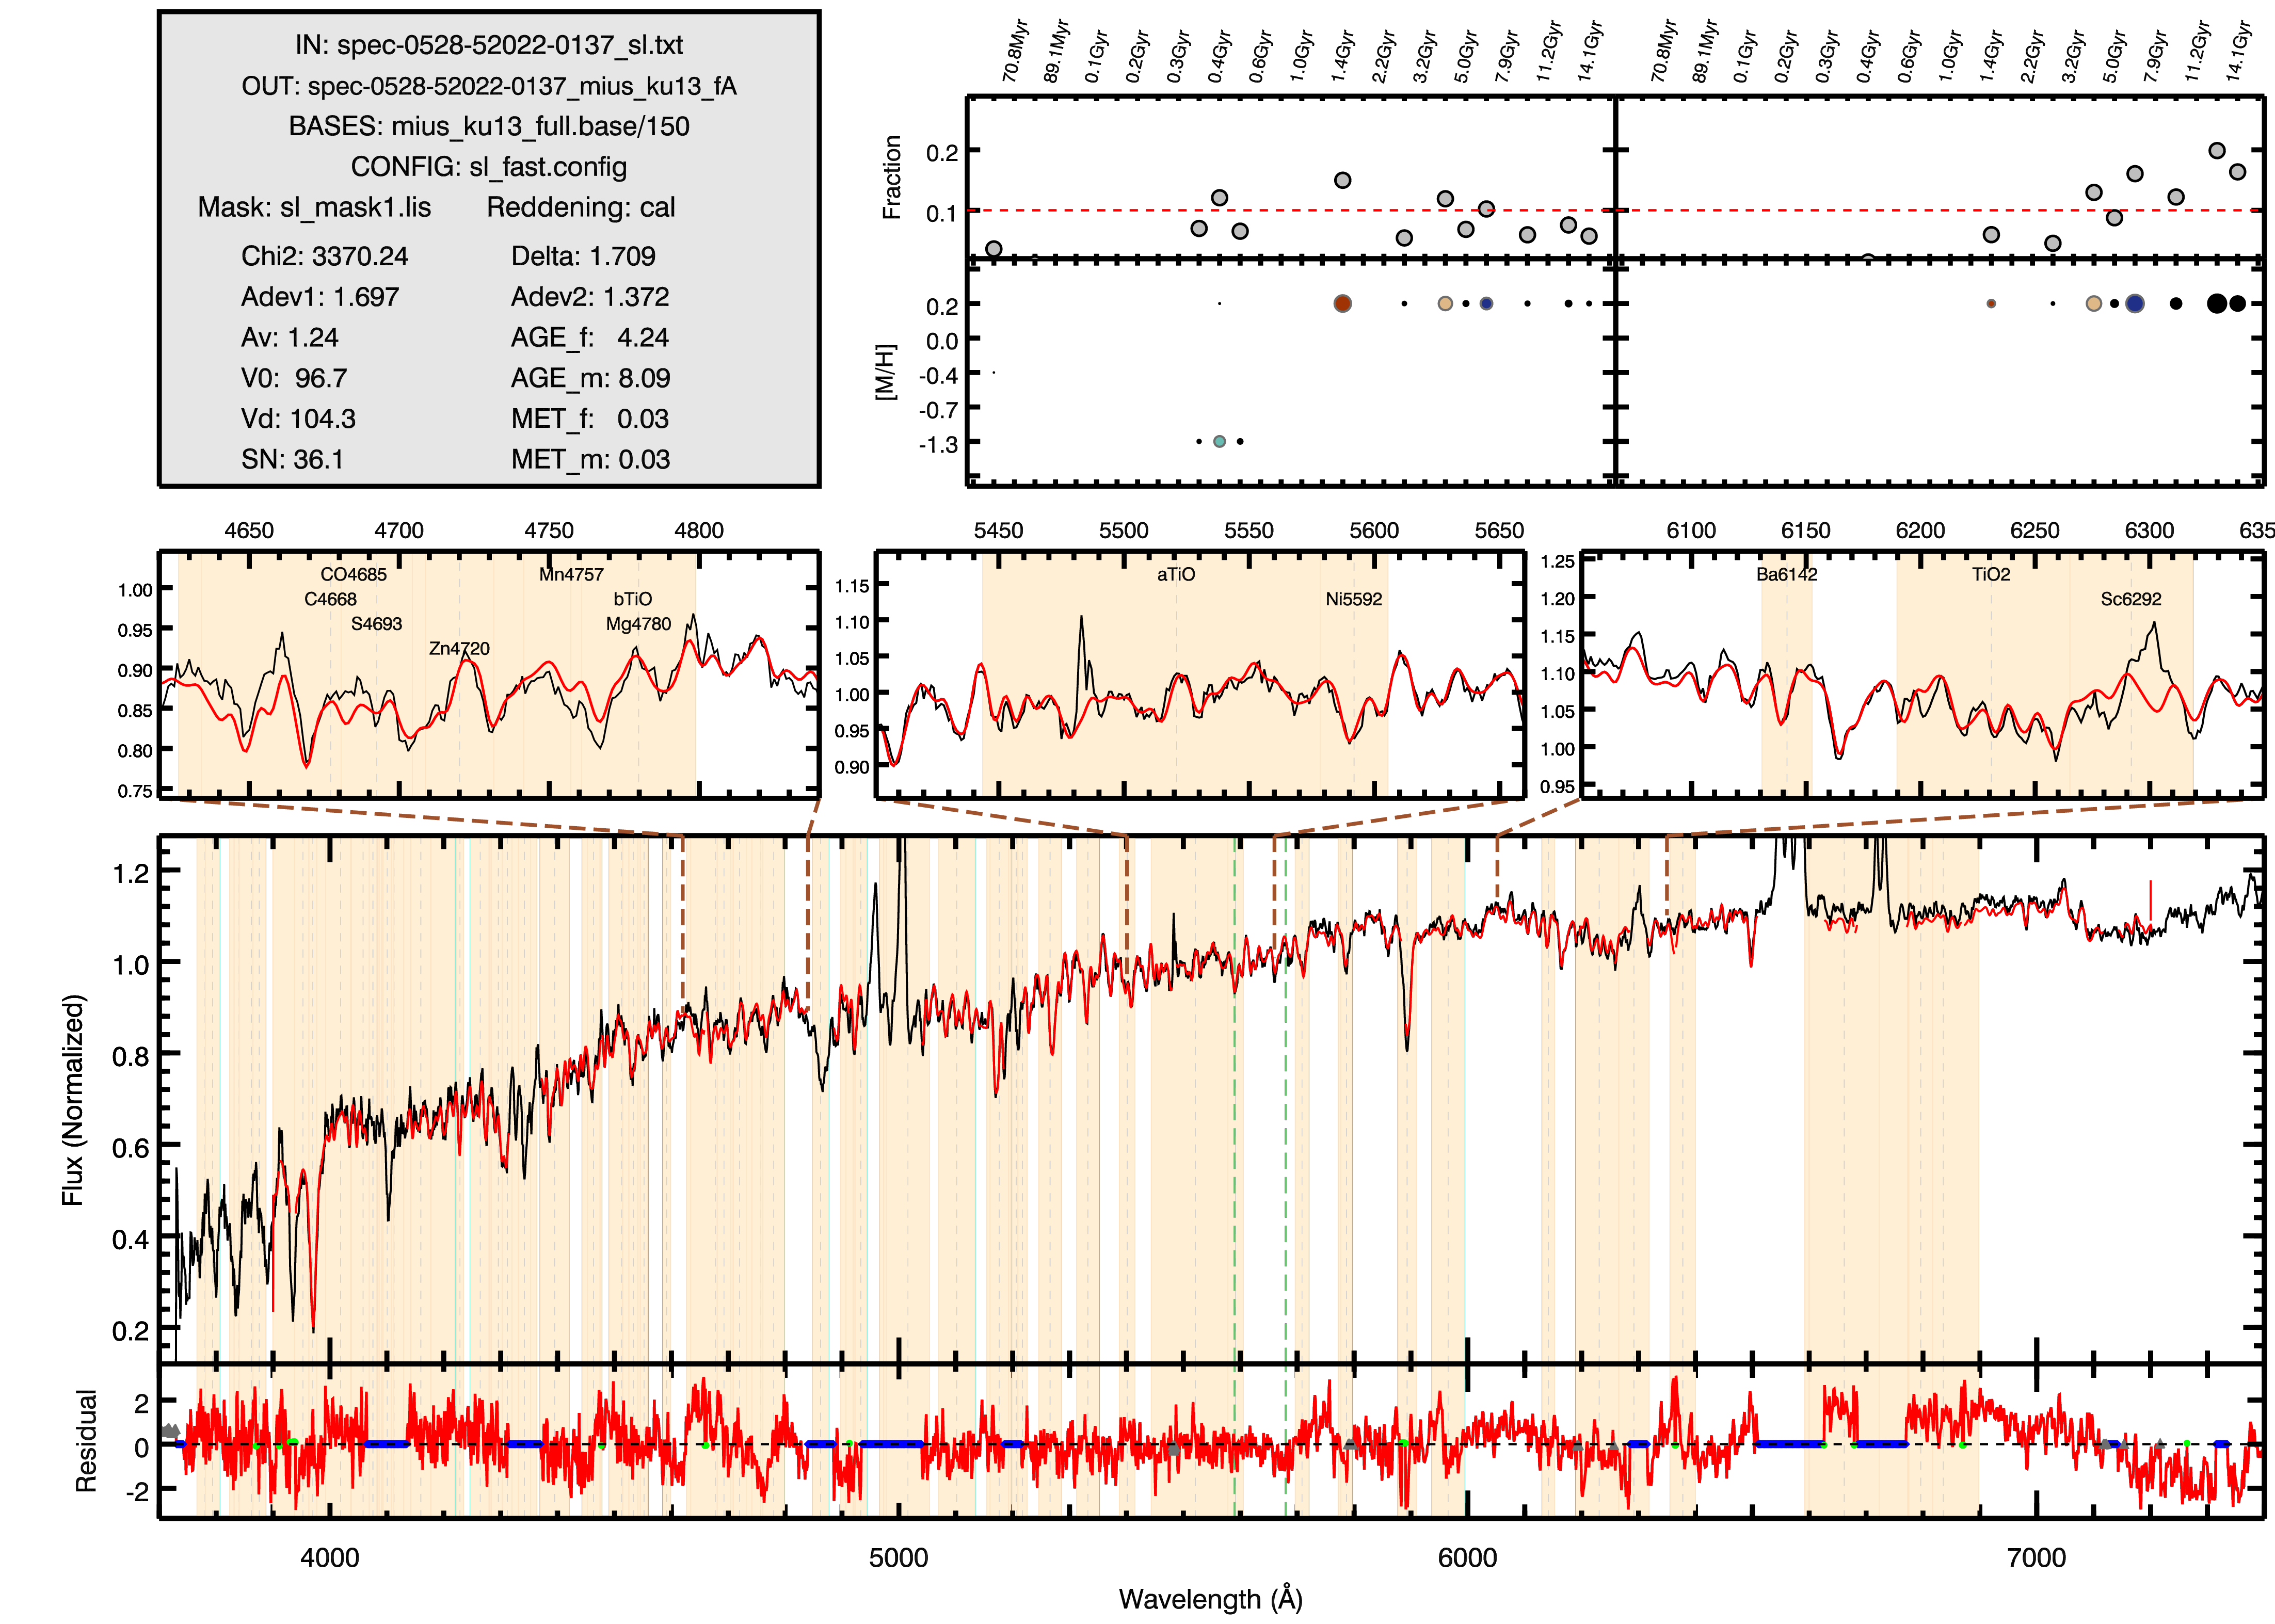 IN: spec-0528-52022-0137_sl.txt
OUT: spec-0528-52022-0137_mius_ku13_fA
BASES: mius_ku13_full.base/150
CONFIG: sl_fast.config
Mask: sl_mask1.lis Reddening: cal
Chi2: 3370.24 Delta: 1.709
Adev1: 1.697 Adev2: 1.372
Av: 1.24 AGE_f: 4.24
V0: 96.7 AGE_m: 8.09
Vd: 104.3 MET_f: 0.03
SN: 36.1 MET_m: 0.03
70.8Myr 89.1Myr 0.1Gyr 0.2Gyr 0.3Gyr 0.4Gyr 0.6Gyr 1.0Gyr 1.4Gyr 2.2Gyr 3.2Gyr 5.0Gyr 7.9Gyr 11.2Gyr 14.1Gyr
70.8Myr 89.1Myr 0.1Gyr 0.2Gyr 0.3Gyr 0.4Gyr 0.6Gyr 1.0Gyr 1.4Gyr 2.2Gyr 3.2Gyr 5.0Gyr 7.9Gyr 11.2Gyr 14.1Gyr
Fraction
0.2
0.1
[M/H]
0.2
0.0
-0.4
-0.7
-1.3
4650 4700 4750 4800
1.00
0.95
0.90
0.85
0.80
0.75
CO4685 Mn4757
C4668 bTiO
S4693 Mg4780
Zn4720
5450 5500 5550 5600 5650
1.15
1.10
1.05
1.00
0.95
0.90
aTiO
Ni5592
6100 6150 6200 6250 6300 635
1.25
1.20
1.15
1.10
1.05
1.00
0.95
Ba6142 TiO2
Sc6292
Flux (Normalized)
1.2
1.0
0.8
0.6
0.4
0.2
Residual
2
0
-2
4000 5000 6000 7000
Wavelength (Å)